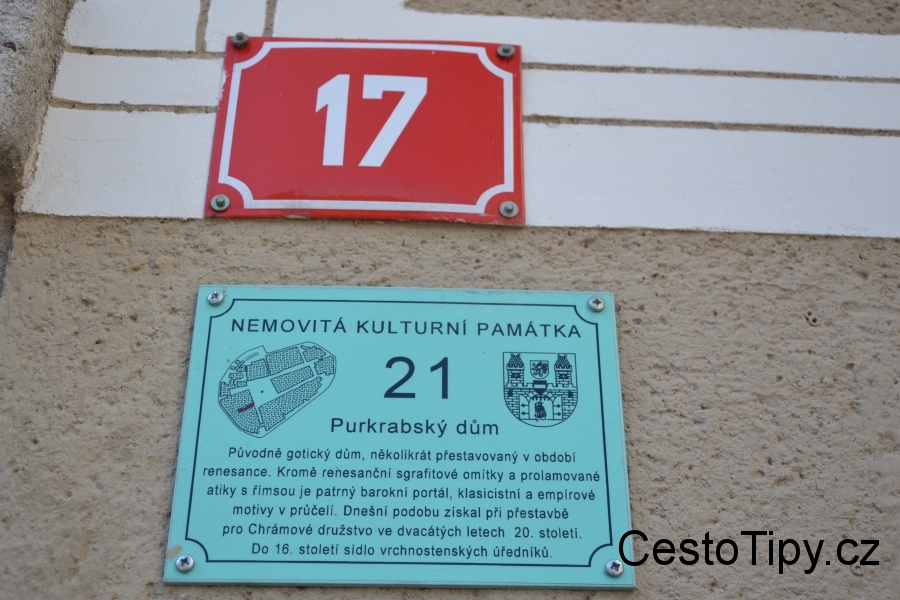 17
NEMOVITÁ KULTURNÍ PAMÁTKA
21
Purkrabský dům
Původně gotický dům, několikrát přestavovaný v období
renesance. Kromě renesanční sgrafitové omítky a prolamované
atiky s římsou je patrný barokní portál, klasicistní a empírové
motivy v průčelí. Dnešní podobu získal při přestavbě
pro Chrámové družstvo ve dvacátých letech 20. století.
Do 16. století sídlo vrchnostenských úředníků.
CestoTipy.cz